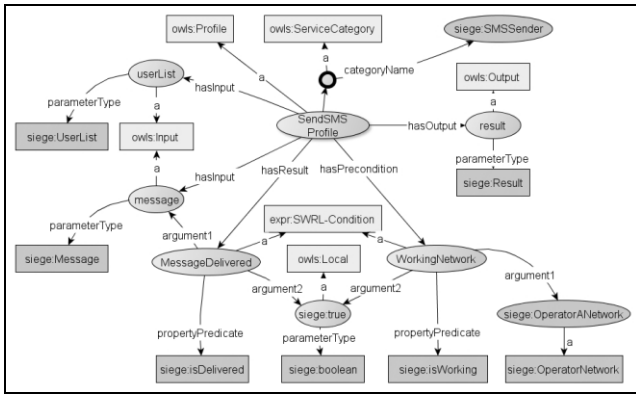 owls:Profile
owls:ServiceCategory
siege:SMSSender
a
a
categoryName
userList
owls:Output
hasInput
a
parameterType
a
SendSMS
Profile
hasOutput
result
siege:UserList
owls:Input
a
parameterType
hasInput
hasResult
hasPrecondition
siege:Result
message
parameterType
argument1
expr:SWRL-Condition
a
a
siege:Message
MessageDelivered
owls:Local
WorkingNetwork
argument1
argument2
a
argument2
siege:true
siege:OperatorANetwork
propertyPredicate
parameterType
propertyPredicate
a
siege:isDelivered
siege:boolean
siege:isWorking
siege:OperatorNetwork